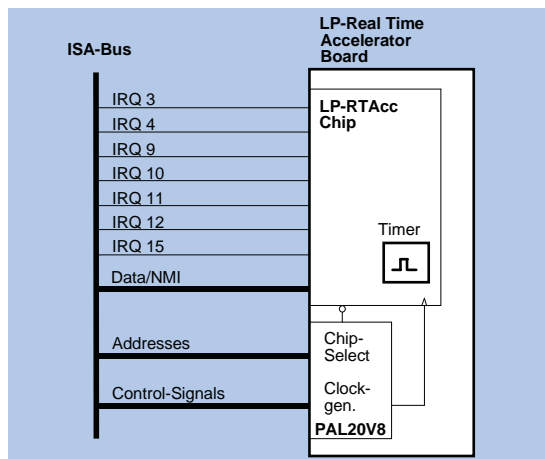 LP-Real Time
Accelerator
Board
ISA-Bus
IRQ 3
LP-RTAcc
Chip
IRQ 4
IRQ 9
IRQ 10
IRQ 11
IRQ 12
IRQ 15
Timer
Data/NMI
Addresses
Chip-
Select
Control-Signals
Clock-
gen.
PAL20V8